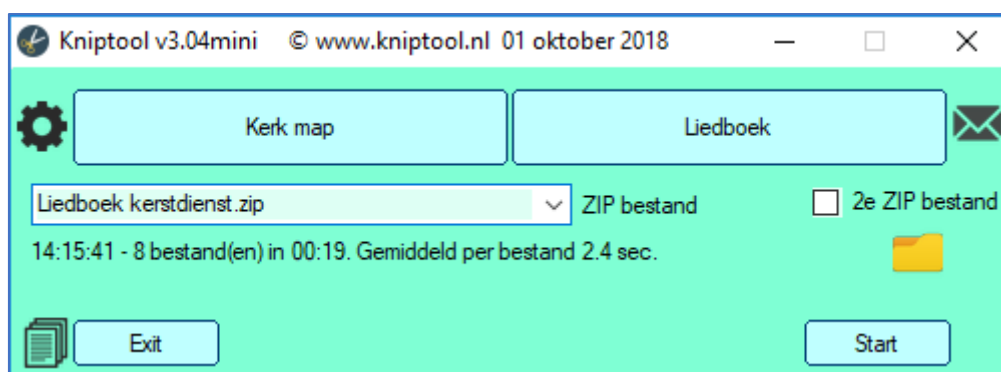 Kniptool v3.04mini © www.kniptool.nl 01 oktober 2018
Kerk map Liedboek
Liedboek kerstdienst.zip ZIP bestand 2e ZIP bestand
14:15:41 - 8 bestand(en) in 00:19. Gemiddeld per bestand 2.4 sec.
Exit Start